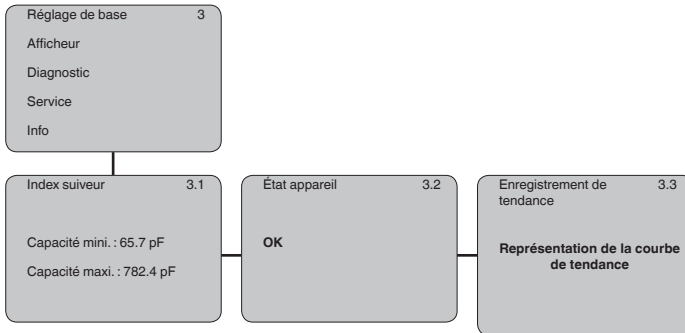 Réglage de base 3
Afficheur
Diagnostic
Service
Info
Index suiveur 3.1
Capacité mini. : 65.7 pF
Capacité maxi. : 782.4 pF
État appareil 3.2
OK
Enregistrement de 3.3
tendance
Représentation de la courbe
de tendance